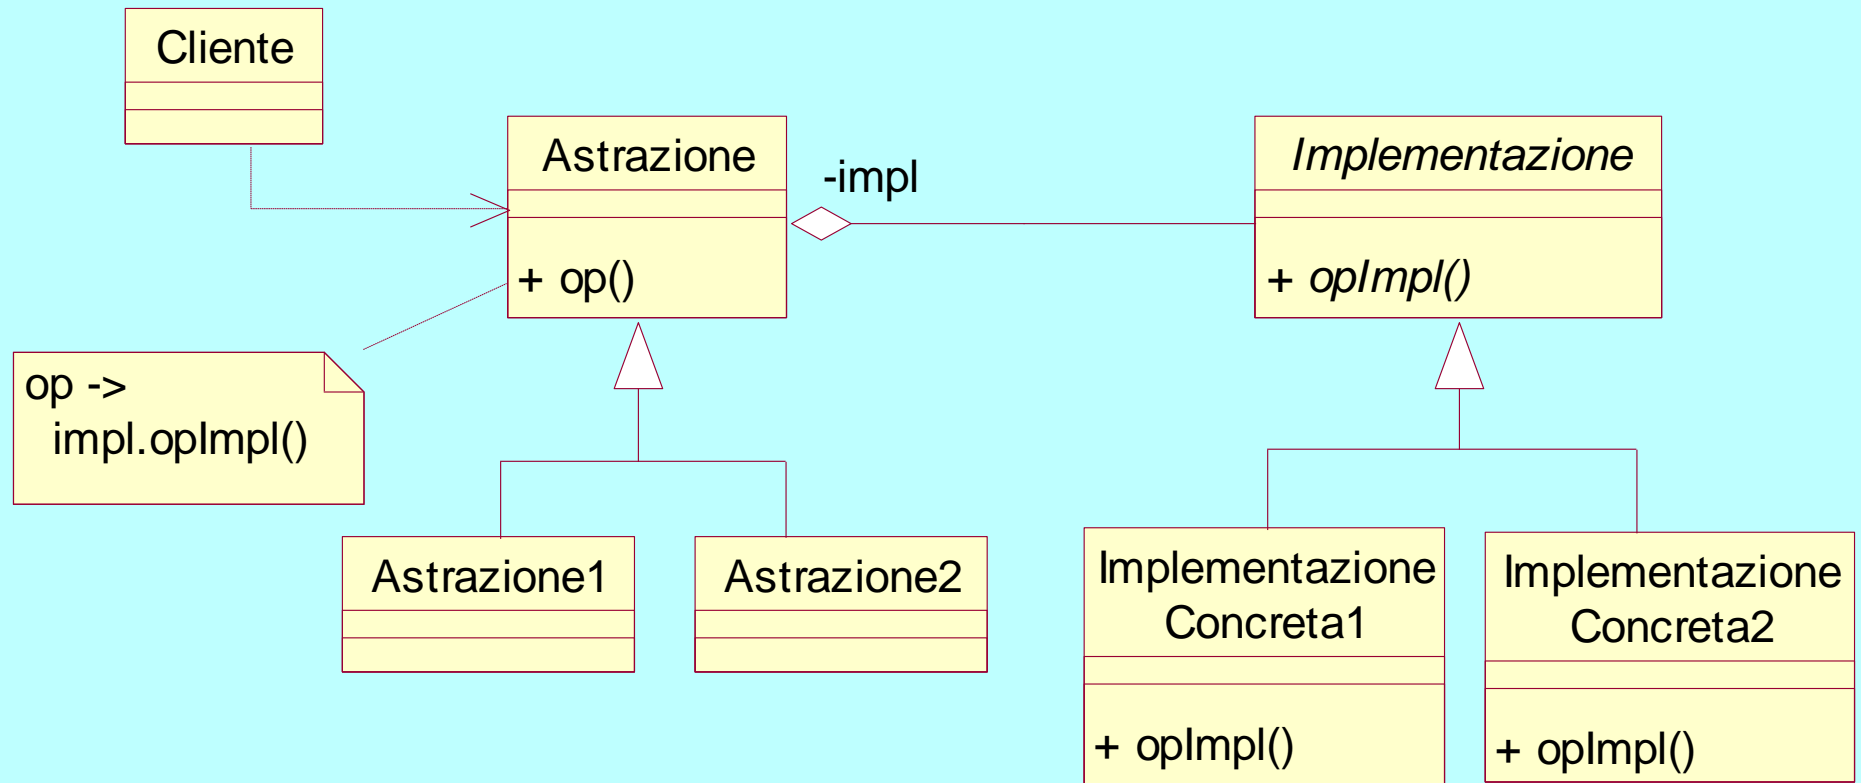 Cliente
Astrazione
+ op()
-impl
Implementazione
+ opImpl()
op ->
impl.opImpl()
Astrazione1
Astrazione2
Implementazione
Concreta1
+ opImpl()
Implementazione
Concreta2
+ opImpl()